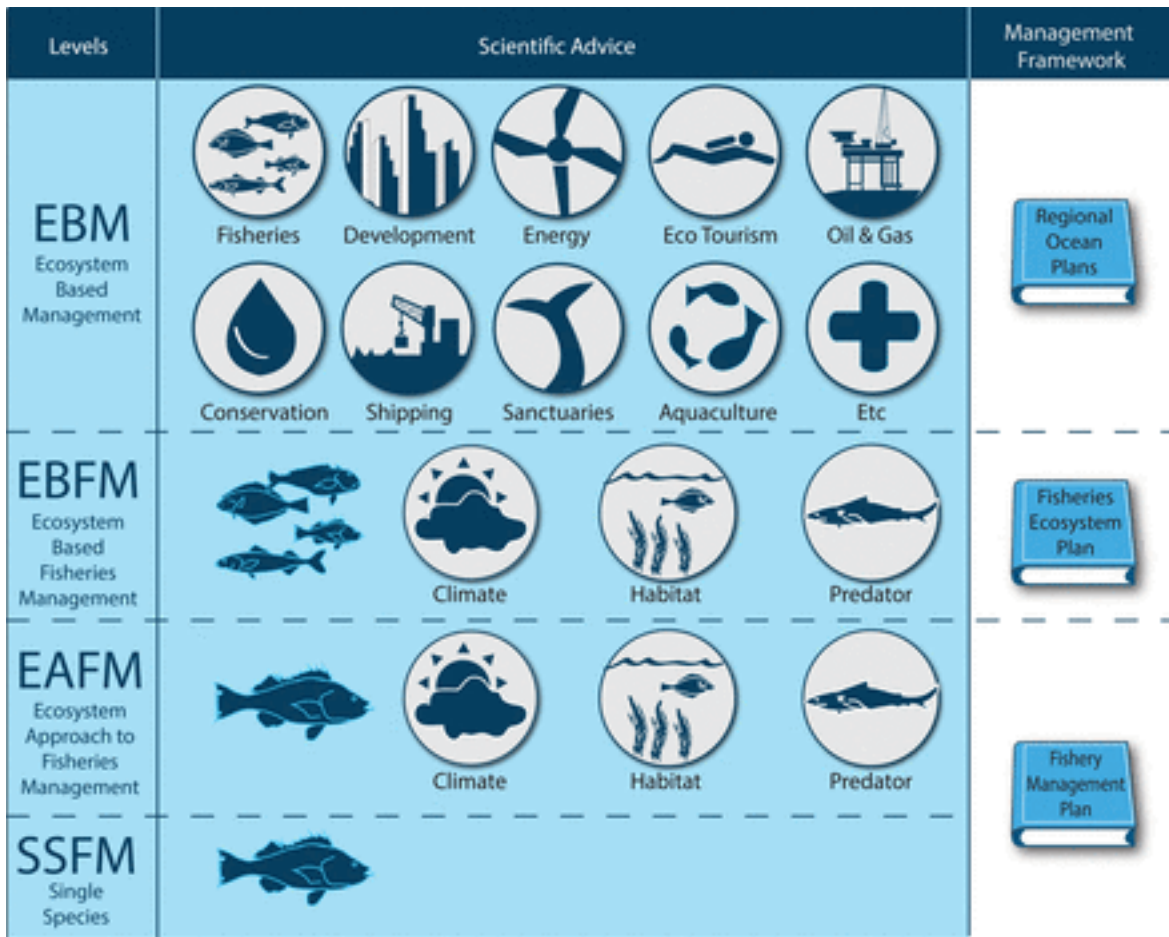 Levels
Scientific Advice
Management
Framework
EBM
Ecosystem
Based
Management
Fisheries
Development
Energy
Eco Tourism
Oil & Gas
Conservation
Shipping
Sanctuaries
Aquaculture
Etc
Regional
Ocean
Plans
EBFM
Ecosystem
Based
Fisheries
Management
Climate
Habitat
Predator
Fisheries
Ecosystem
Plan
EAFM
Ecosystem
Approach to
Fisheries
Management
Climate
Habitat
Predator
Fishery
Management
Plan
SSFM
Single
Species